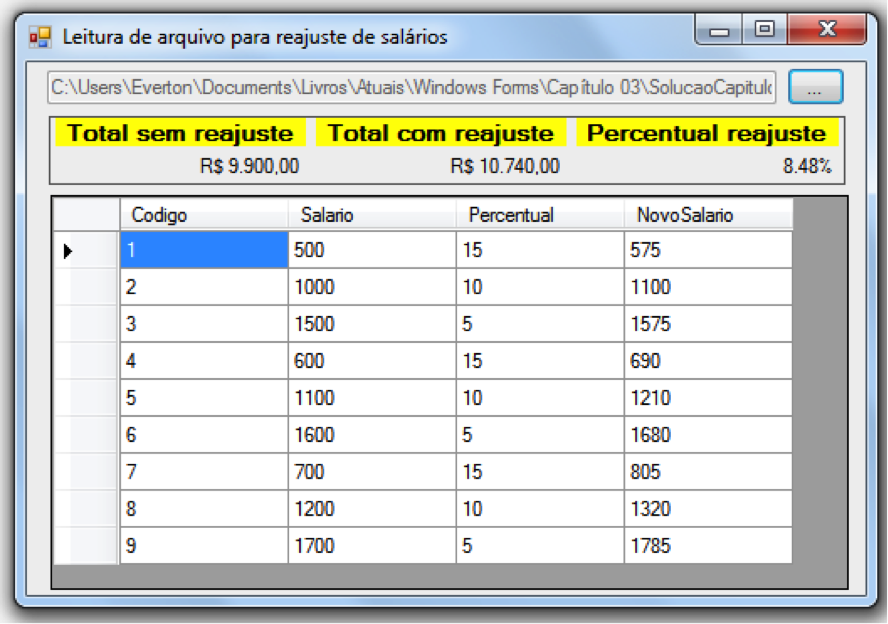 Leitura de arquivo para reajuste de salários
C:\Users\Everton\Documents\Livros\Atuais\Windows Forms\Capítulo 03\SolucaoCapitulo
...
Total sem reajuste Total com reajuste Percentual reajuste
R$ 9.900,00 R$ 10.740,00 8.48%
Codigo Salario Percentual NovoSalario
1 500 15 575
2 1000 10 1100
3 1500 5 1575
4 600 15 690
5 1100 10 1210
6 1600 5 1680
7 700 15 805
8 1200 10 1320
9 1700 5 1785